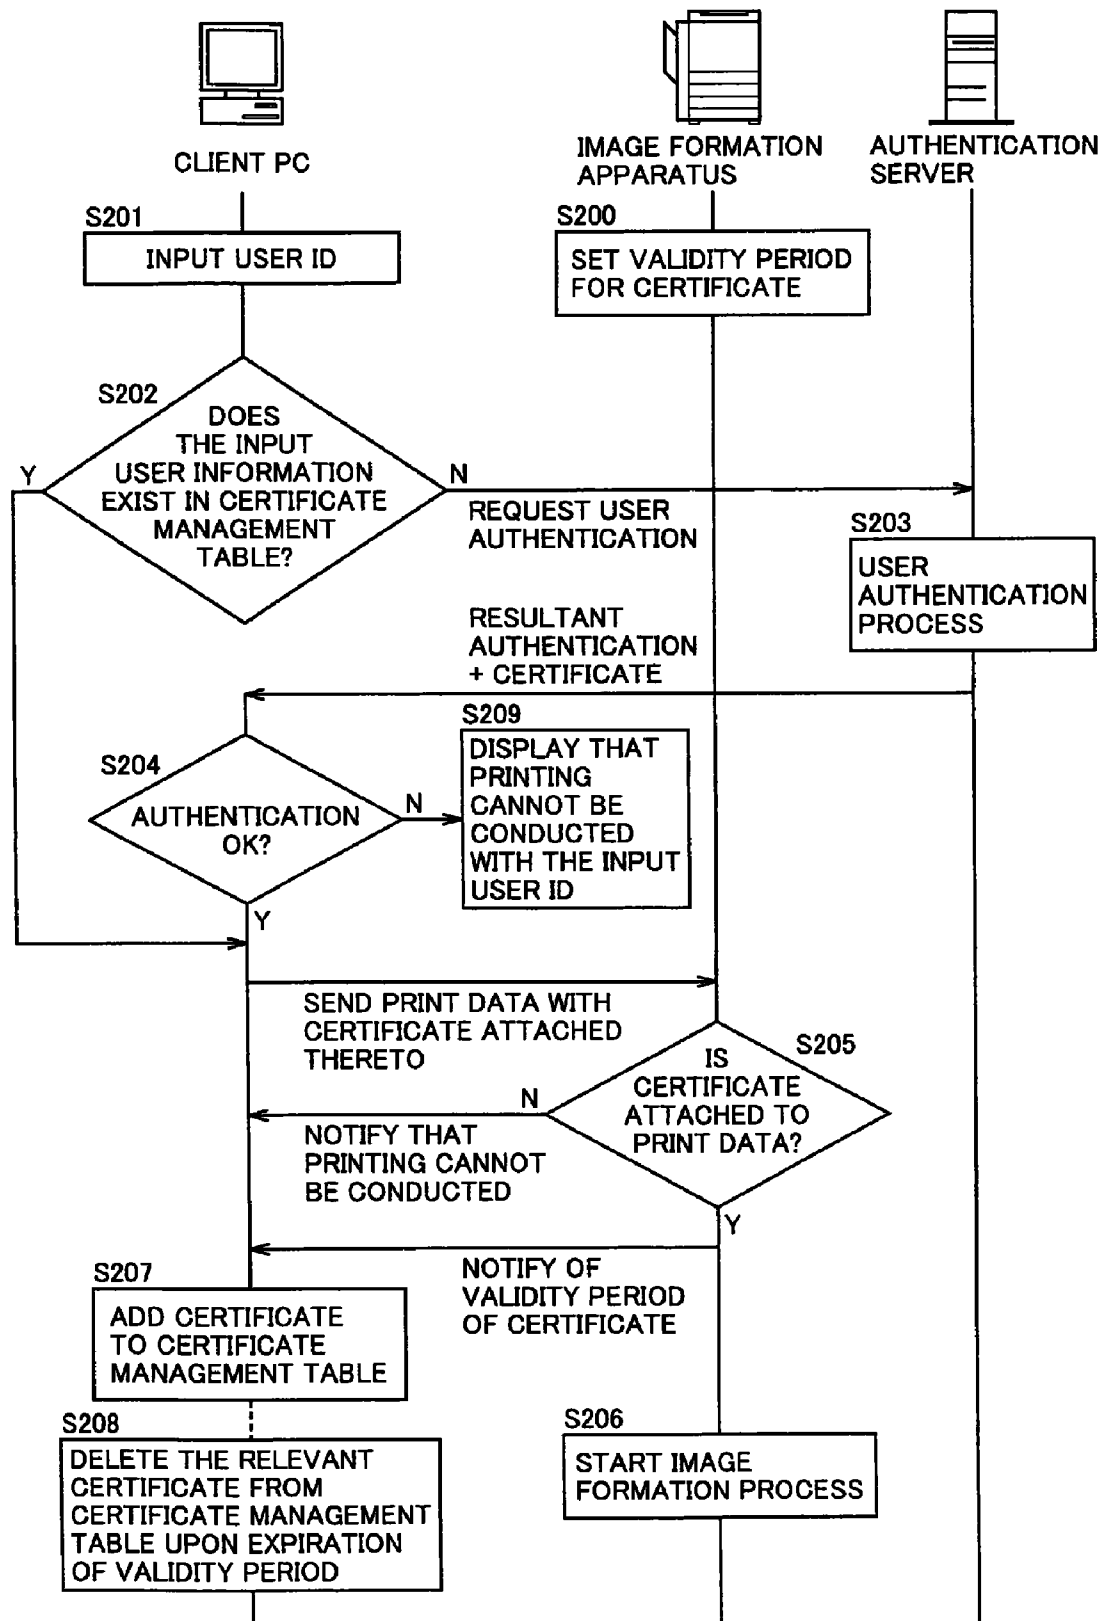 CLIENT PC
IMAGE FORMATION
APPARATUS
AUTHENTICATION
SERVER
S201
INPUT USER ID
S200
SET VALIDITY PERIOD
FOR CERTIFICATE
S202
DOES
THE INPUT
USER INFORMATION
EXIST IN CERTIFICATE
MANAGEMENT
TABLE?
Y
N
REQUEST USER
AUTHENTICATION
S203
USER
AUTHENTICATION
PROCESS
RESULTANT
AUTHENTICATION
+ CERTIFICATE
S204
AUTHENTICATION
OK?
N
Y
S209
DISPLAY THAT
PRINTING
CANNOT BE
CONDUCTED
WITH THE INPUT
USER ID
SEND PRINT DATA WITH
CERTIFICATE ATTACHED
THERETO
S205
IS
CERTIFICATE
ATTACHED TO
PRINT DATA?
N
NOTIFY THAT
PRINTING CANNOT
BE CONDUCTED
Y
NOTIFY OF
VALIDITY PERIOD
OF CERTIFICATE
S207
ADD CERTIFICATE
TO CERTIFICATE
MANAGEMENT TABLE
S208
DELETE THE RELEVANT
CERTIFICATE FROM
CERTIFICATE MANAGEMENT
TABLE UPON EXPIRATION
OF VALIDITY PERIOD
S206
START IMAGE
FORMATION PROCESS